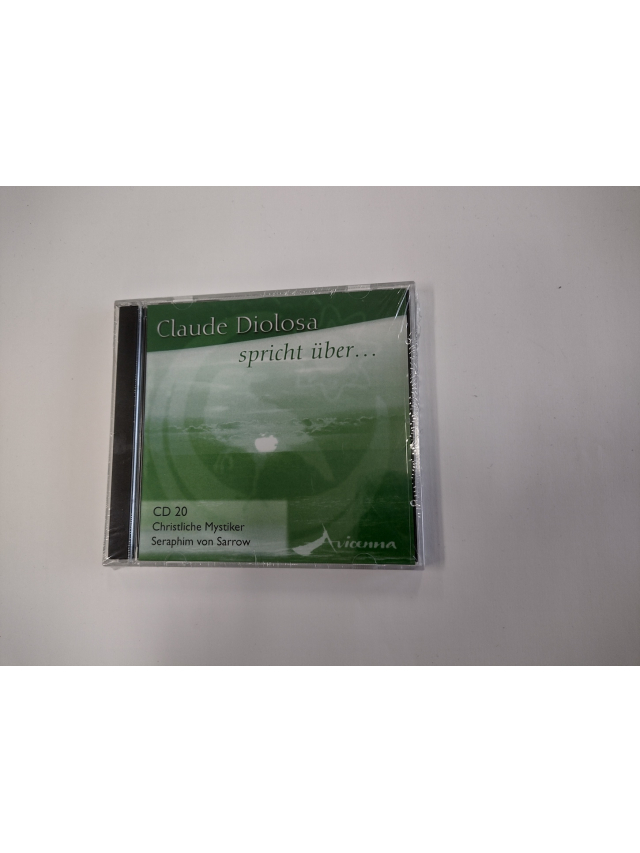 Claude Diolosa
spricht über...
CD 20
Christliche Mystiker
Seraphim von Sarrow
Avicenna